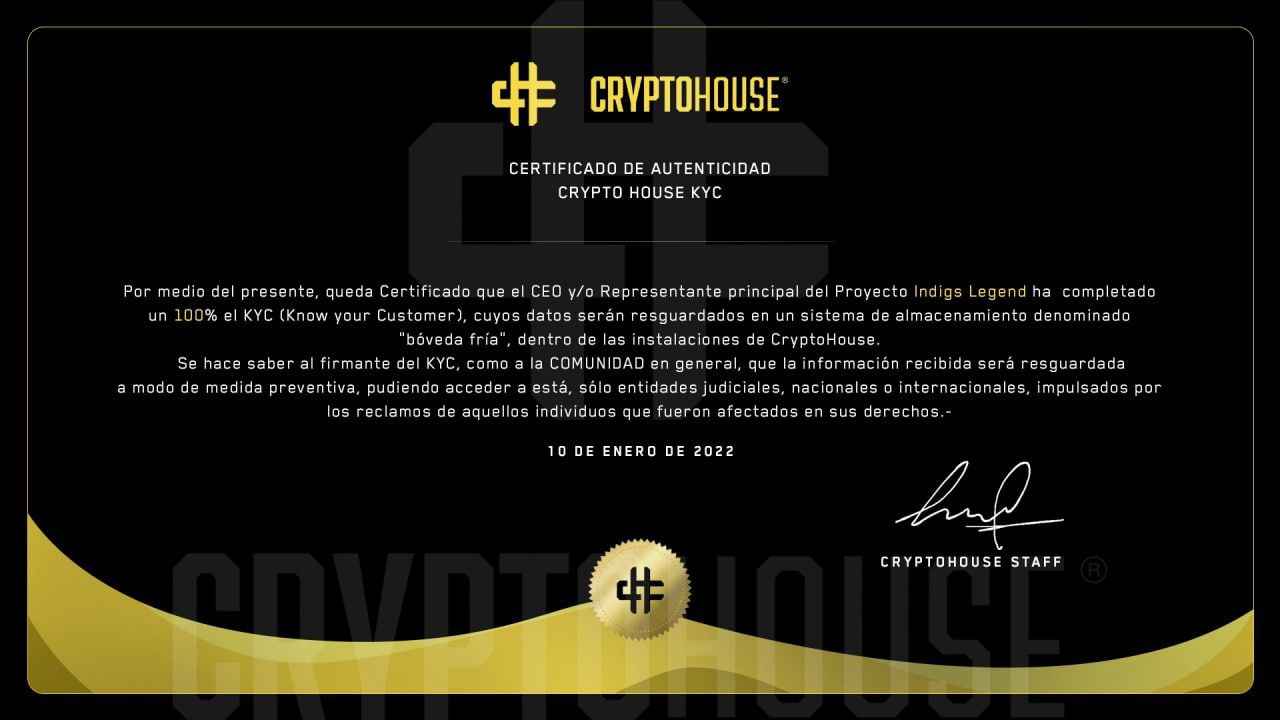 CRYPTOHOUSE®
CERTIFICADO DE AUTENTICIDAD
CRYPTO HOUSE KYC
Por medio del presente, queda Certificado que el CEO y/o Representante principal del Proyecto Indigs Legend ha completado
un 100% el KYC (Know your Customer), cuyos datos serán resguardados en un sistema de almacenamiento denominado
"bóveda fría", dentro de las instalaciones de CryptoHouse.
Se hace saber al firmante del KYC, como a la COMUNIDAD en general, que la información recibida será resguardada
a modo de medida preventiva, pudiendo acceder a está, sólo entidades judiciales, nacionales o internacionales, impulsados por
los reclamos de aquellos individuos que fueron afectados en sus derechos.-
10 DE ENERO DE 2022
CRYPTOHOUSE STAFF
CRYPTOHOUSE ®